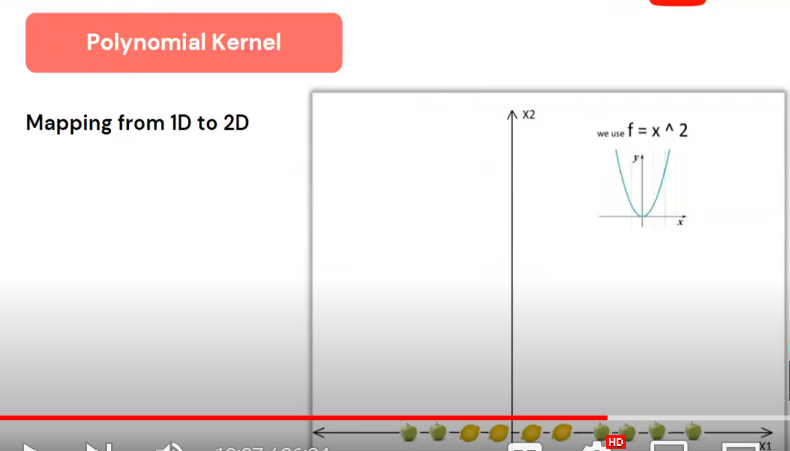 Polynomial Kernel
Mapping from 1D to 2D
X2
we use f = x ^ 2
y
x
HD
X1